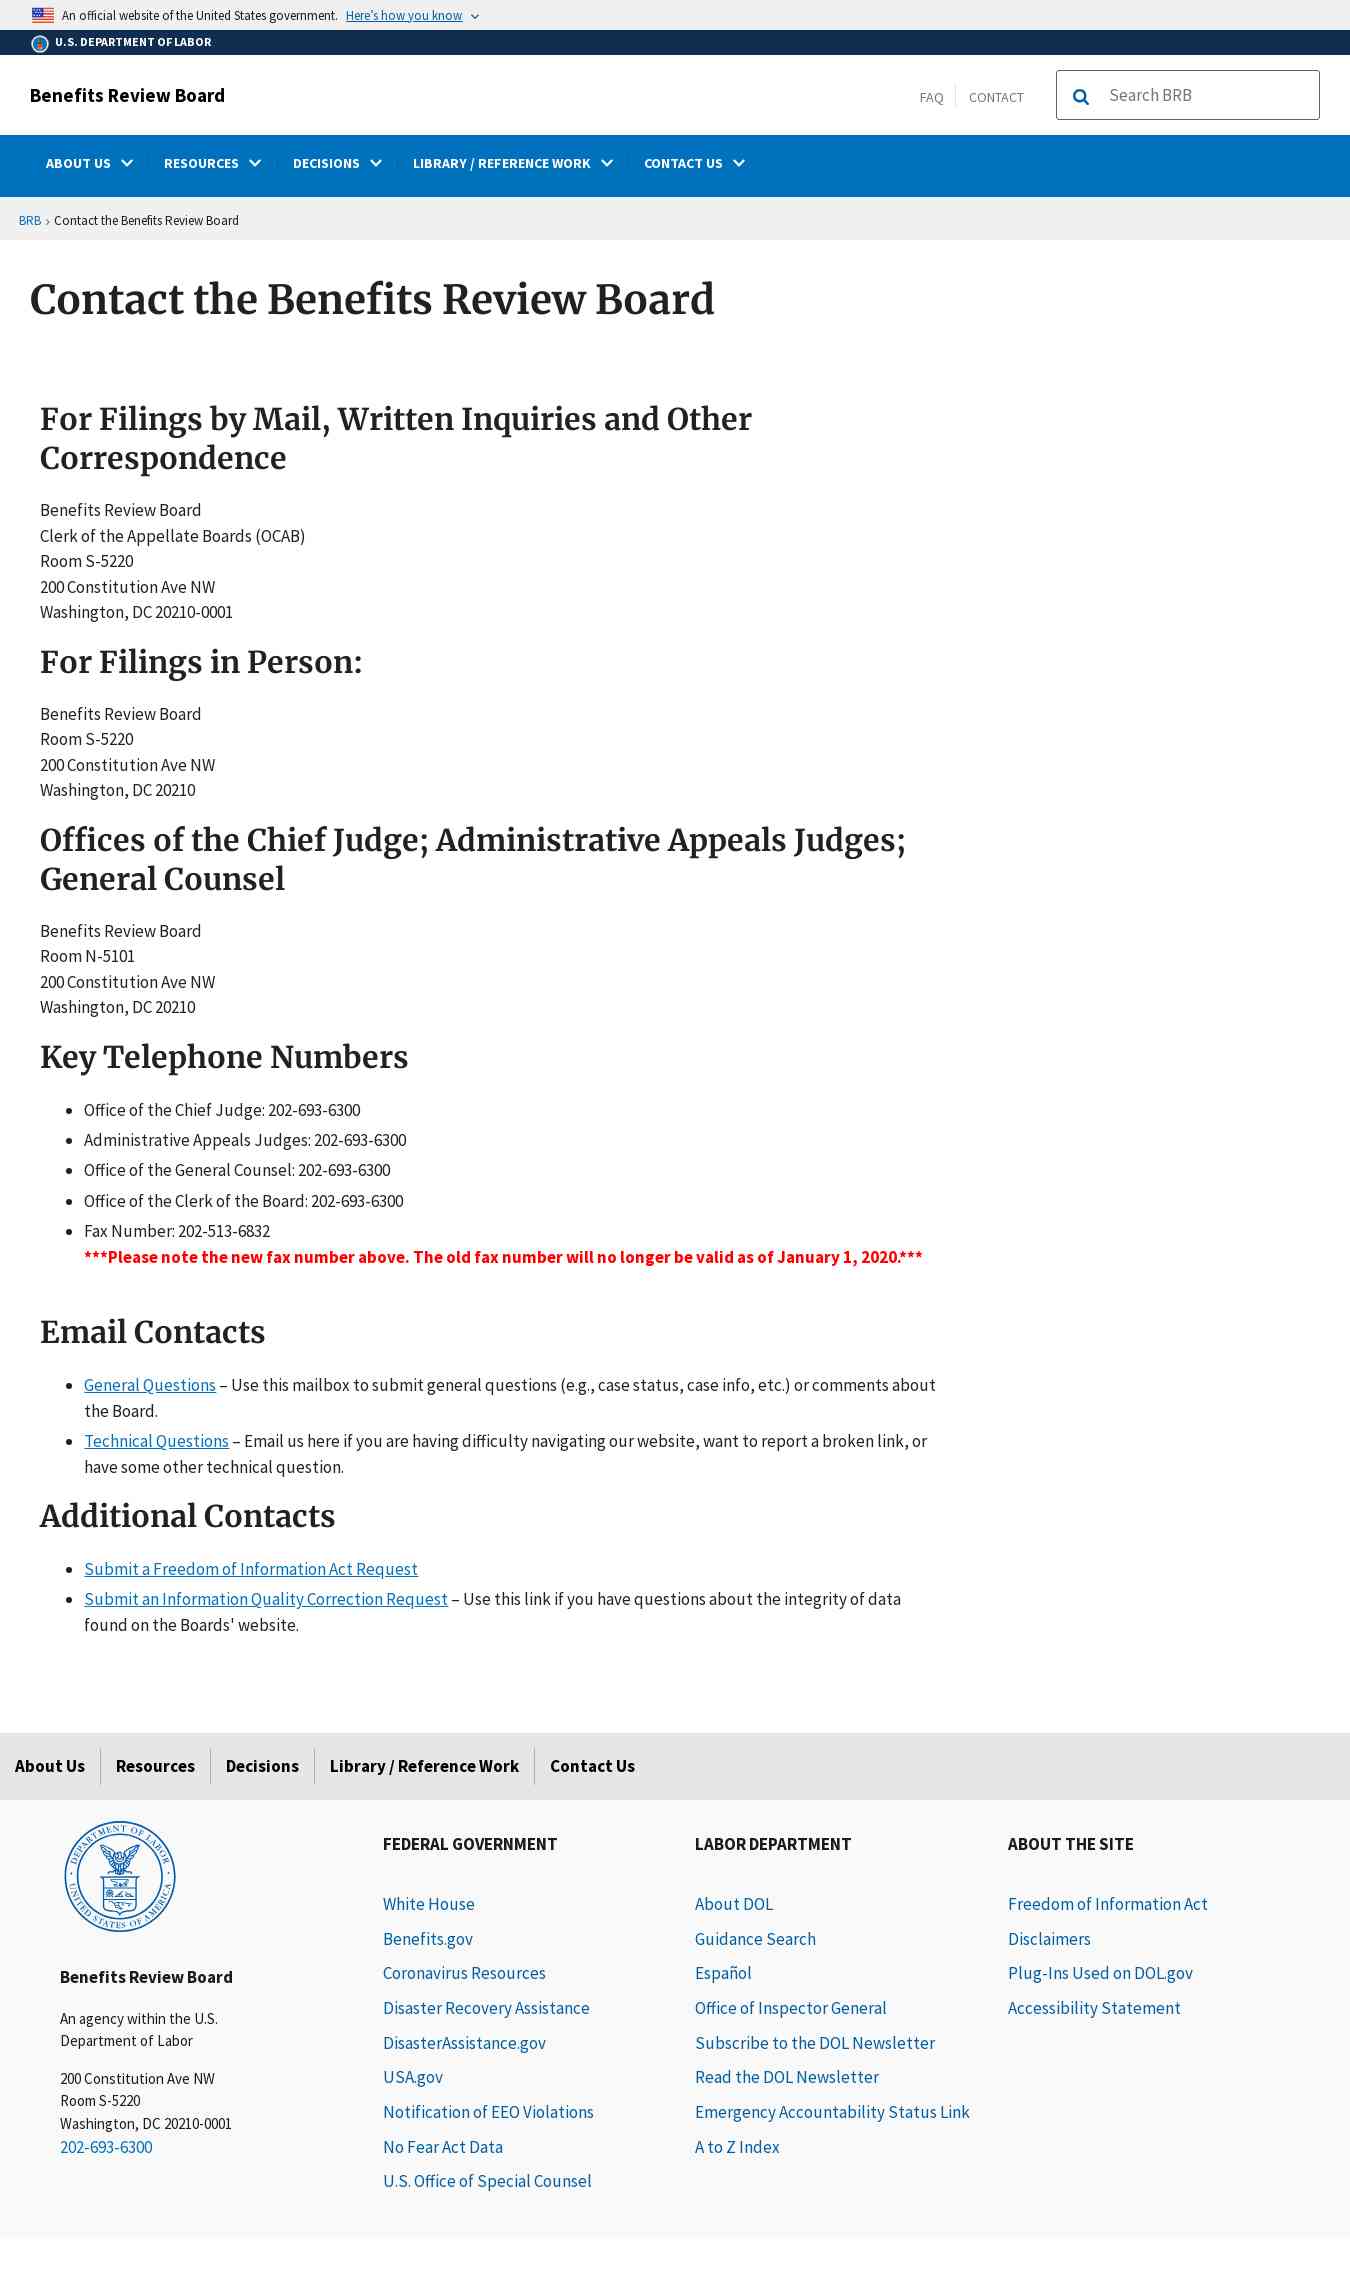 An official website of the United States government. Here's how you know
U.S. DEPARTMENT OF LABOR
Benefits Review Board
FAQ
CONTACT
Search BRB
ABOUT US
RESOURCES
DECISIONS
LIBRARY / REFERENCE WORK
CONTACT US
BRB › Contact the Benefits Review Board
Contact the Benefits Review Board
For Filings by Mail, Written Inquiries and Other
Correspondence
Benefits Review Board
Clerk of the Appellate Boards (OCAB)
Room S-5220
200 Constitution Ave NW
Washington, DC 20210-0001
For Filings in Person:
Benefits Review Board
Room S-5220
200 Constitution Ave NW
Washington, DC 20210
Offices of the Chief Judge; Administrative Appeals Judges;
General Counsel
Benefits Review Board
Room N-5101
200 Constitution Ave NW
Washington, DC 20210
Key Telephone Numbers
• Office of the Chief Judge: 202-693-6300
• Administrative Appeals Judges: 202-693-6300
• Office of the General Counsel: 202-693-6300
• Office of the Clerk of the Board: 202-693-6300
• Fax Number: 202-513-6832
***Please note the new fax number above. The old fax number will no longer be valid as of January 1, 2020.***
Email Contacts
• General Questions – Use this mailbox to submit general questions (e.g., case status, case info, etc.) or comments about
the Board.
• Technical Questions – Email us here if you are having difficulty navigating our website, want to report a broken link, or
have some other technical question.
Additional Contacts
• Submit a Freedom of Information Act Request
• Submit an Information Quality Correction Request – Use this link if you have questions about the integrity of data
found on the Boards' website.
About Us
Resources
Decisions
Library / Reference Work
Contact Us
DEPARTMENT OF LABOR
UNITED STATES OF AMERICA
Benefits Review Board
An agency within the U.S.
Department of Labor
200 Constitution Ave NW
Room S-5220
Washington, DC 20210-0001
202-693-6300
FEDERAL GOVERNMENT
White House
Benefits.gov
Coronavirus Resources
Disaster Recovery Assistance
DisasterAssistance.gov
USA.gov
Notification of EEO Violations
No Fear Act Data
U.S. Office of Special Counsel
LABOR DEPARTMENT
About DOL
Guidance Search
Español
Office of Inspector General
Subscribe to the DOL Newsletter
Read the DOL Newsletter
Emergency Accountability Status Link
A to Z Index
ABOUT THE SITE
Freedom of Information Act
Disclaimers
Plug-Ins Used on DOL.gov
Accessibility Statement